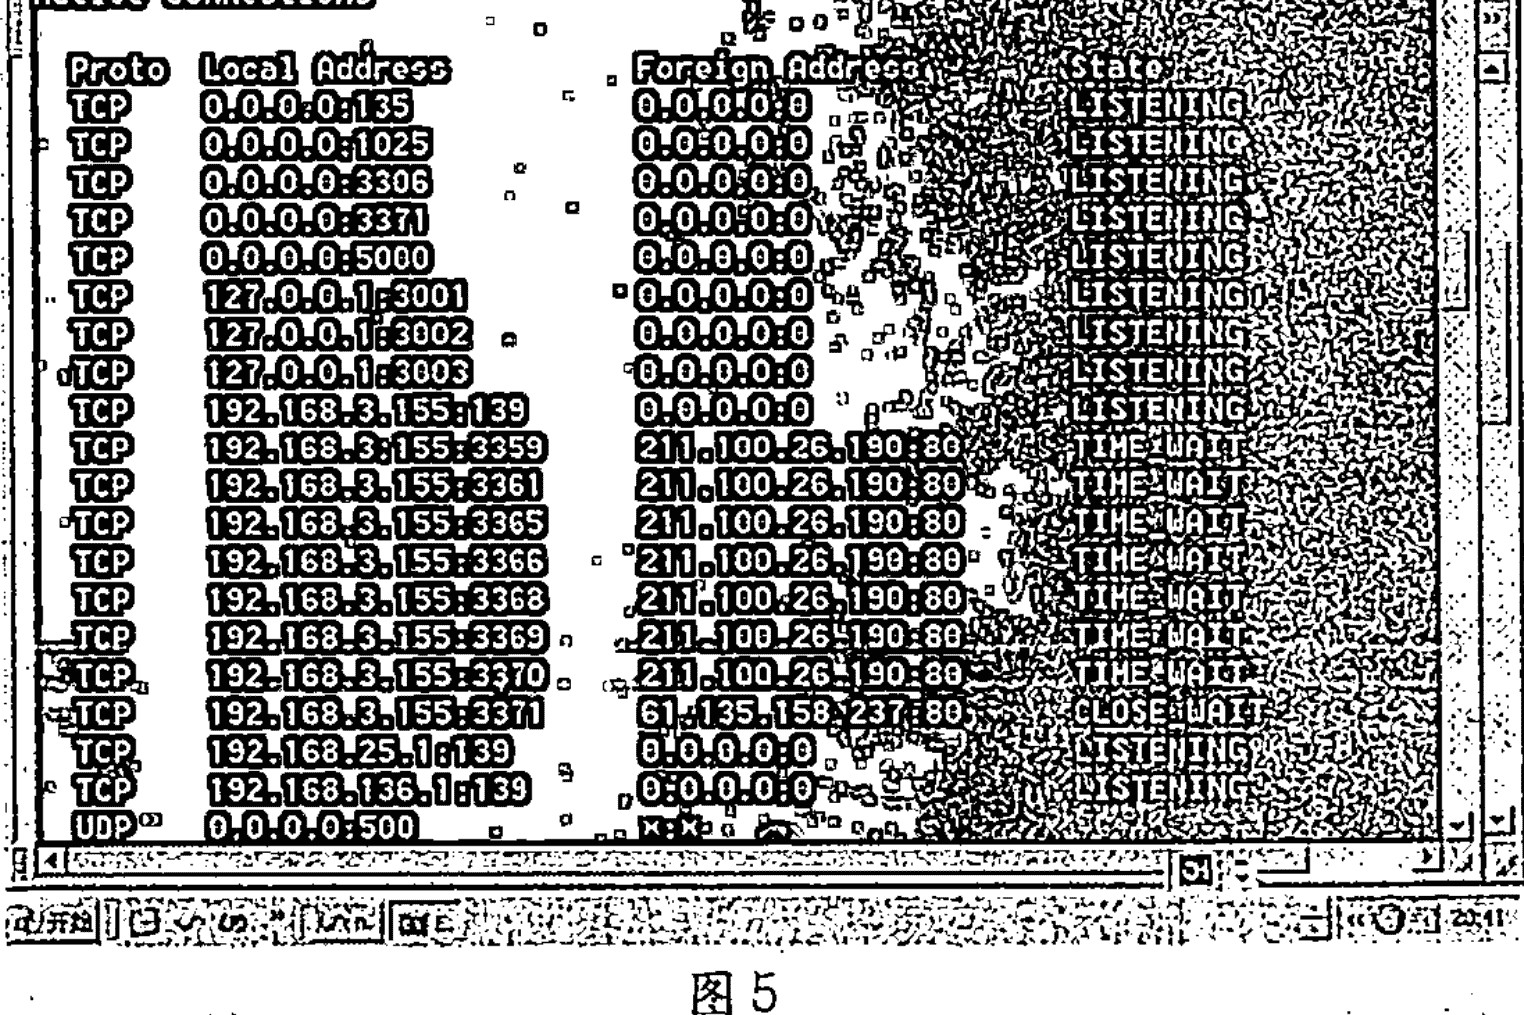 Active Connections
Proto Local Address Foreign Address State
TCP 0.0.0.0:135 0.0.0.0:0 LISTENING
TCP 0.0.0.0:1025 0.0.0.0:0 LISTENING
TCP 0.0.0.0:3306 0.0.0.0:0 LISTENING
TCP 0.0.0.0:3371 0.0.0.0:0 LISTENING
TCP 0.0.0.0:5000 0.0.0.0:0 LISTENING
TCP 127.0.0.1:3001 0.0.0.0:0 LISTENING
TCP 127.0.0.1:3002 0.0.0.0:0 LISTENING
TCP 127.0.0.1:3003 0.0.0.0:0 LISTENING
TCP 192.168.3.155:139 0.0.0.0:0 LISTENING
TCP 192.168.3.155:3359 211.100.26.190:80 TIME_WAIT
TCP 192.168.3.155:3361 211.100.26.190:80 TIME_WAIT
TCP 192.168.3.155:3365 211.100.26.190:80 TIME_WAIT
TCP 192.168.3.155:3366 211.100.26.190:80 TIME_WAIT
TCP 192.168.3.155:3368 211.100.26.190:80 TIME_WAIT
TCP 192.168.3.155:3369 211.100.26.190:80 TIME_WAIT
TCP 192.168.3.155:3370 211.100.26.190:80 TIME_WAIT
TCP 192.168.3.155:3371 61.135.158.237:80 CLOSE_WAIT
TCP 192.168.25.1:139 0.0.0.0:0 LISTENING
TCP 192.168.136.1:139 0.0.0.0:0 LISTENING
UDP 0.0.0.0:500 *:*
开始 20:41
图 5